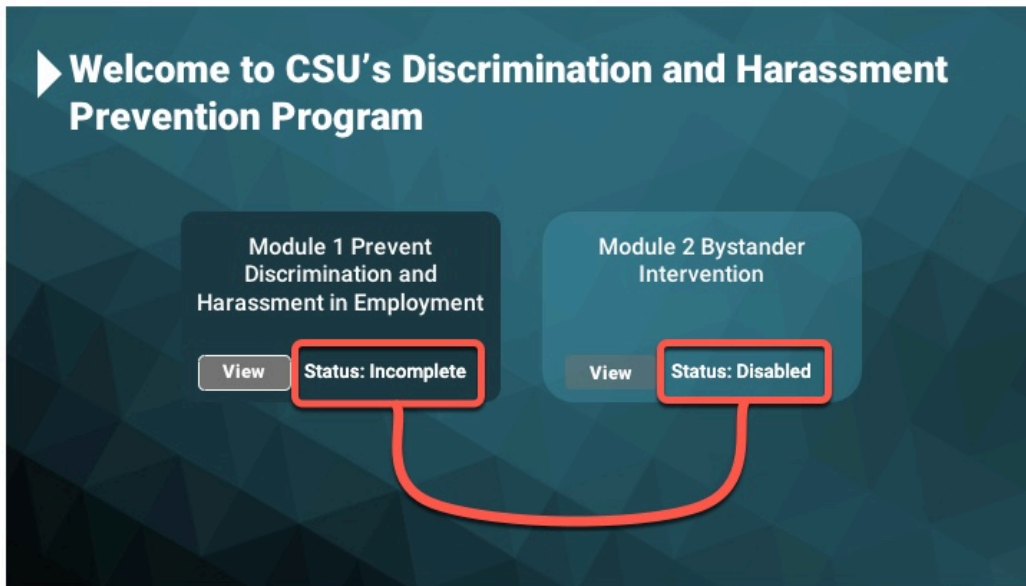 Welcome to CSU's Discrimination and Harassment
Prevention Program
Module 1 Prevent
Discrimination and
Harassment in Employment
View
Status: Incomplete
Module 2 Bystander
Intervention
View
Status: Disabled